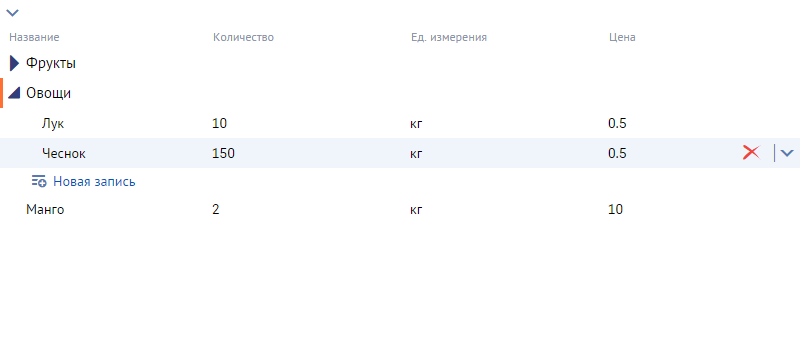 Название Количество Ед. измерения Цена
Фрукты
Овощи
Лук 10 кг 0.5
Чеснок 150 кг 0.5
Новая запись
Манго 2 кг 10